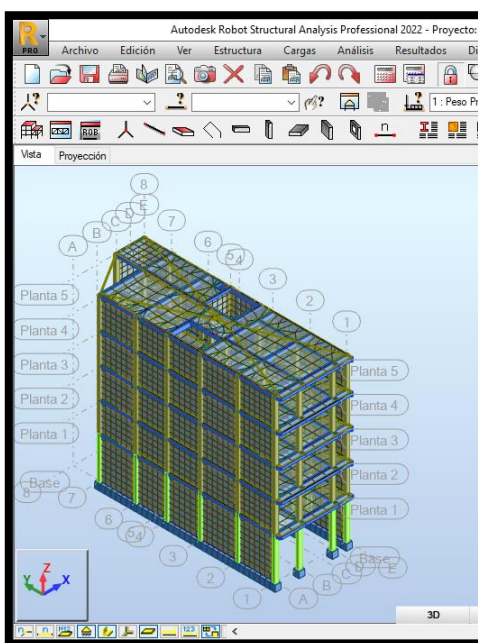 Autodesk Robot Structural Analysis Professional 2022 - Proyecto:
PRO
Archivo Edición Ver Estructura Cargas Análisis Resultados
1 : Peso Pr
ROB
n
Vista Proyección
8
E
D
C
B
A
7
6
5
4
3
2
1
Planta 5
Planta 4
Planta 3
Planta 2
Planta 1
Base
Planta 5
Planta 4
Planta 3
Planta 2
Planta 1
Base
8
7
6
5
4
3
2
1
A
B
C
D
E
Z
Y
X
3D